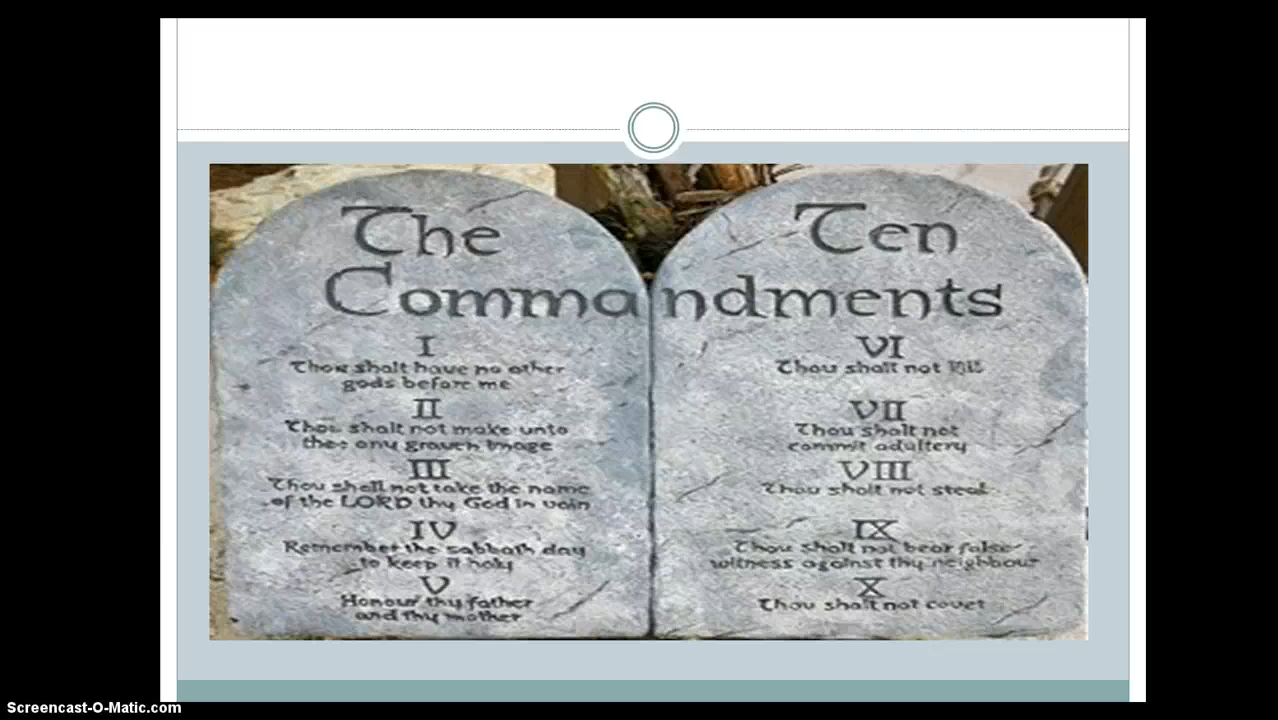 The Ten
Commandments
I
Thou shalt have no other
gods before me
II
Thou shalt not make unto
thee any graven image
III
Thou shall not take the name
of the LORD thy God in vain
IV
Remember the sabbath day
to keep it holy
V
Honour thy father
and thy mother
VI
Thou shalt not kill
VII
Thou shalt not
commit adultery
VIII
Thou shalt not steal
IX
Thou shalt not bear false
witness against thy neighbour
X
Thou shalt not covet
Screencast-O-Matic.com